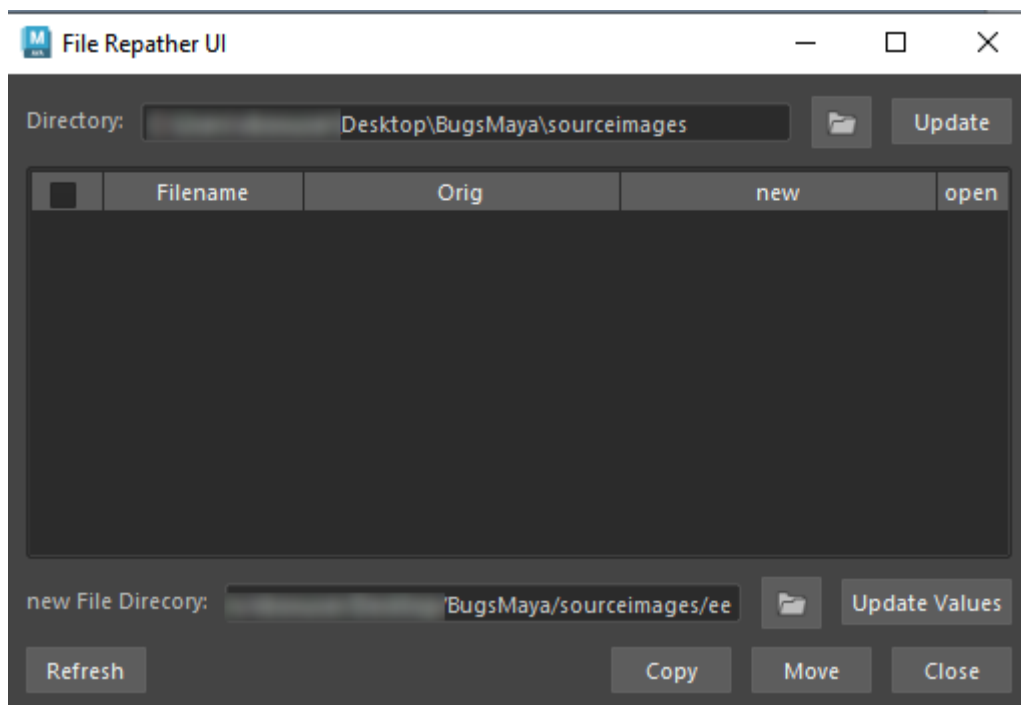 File Repather UI
Directory: Desktop\BugsMaya\sourceimages Update
Filename Orig new open
new File Direcory: /BugsMaya/sourceimages/ee Update Values
Refresh Copy Move Close